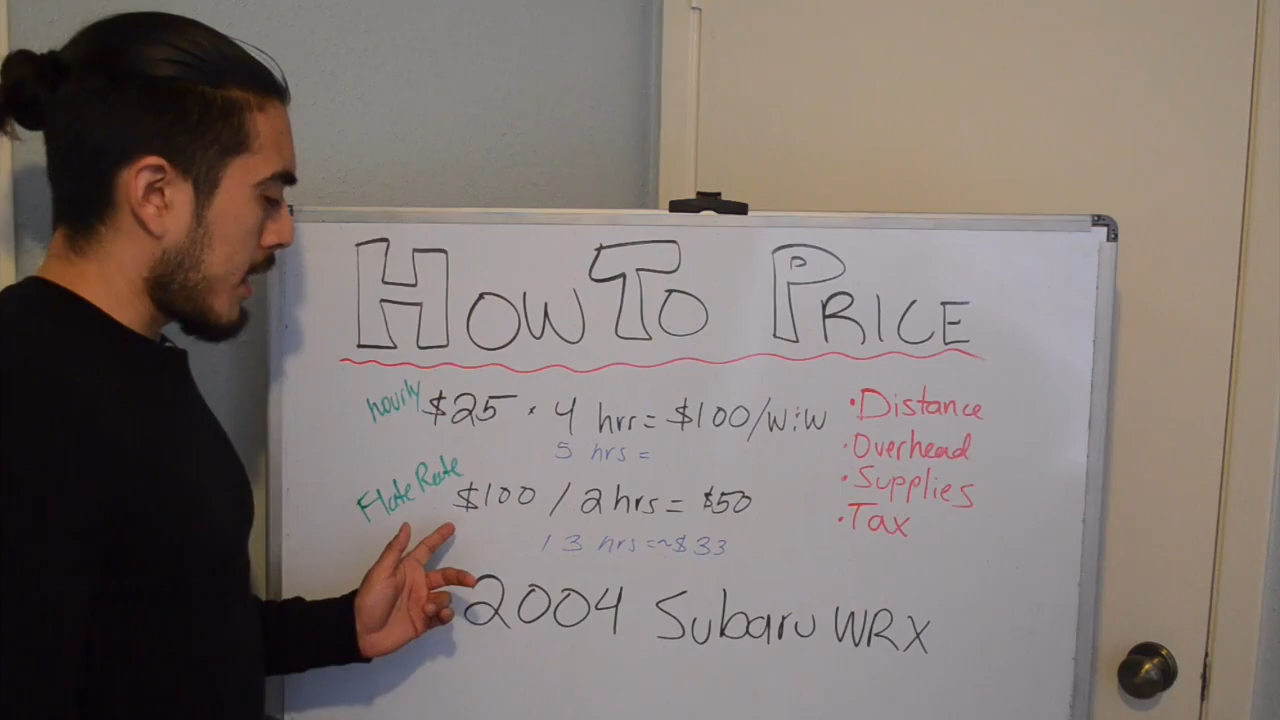 HOW TO PRICE
hourly $25 · 4 hrs = $100/w:w
5 hrs =
Flate Rate $100 / 2 hrs = $50
/ 3 hrs = ~$33
2004 Subaru WRX
· Distance
· Overhead
· Supplies
· Tax